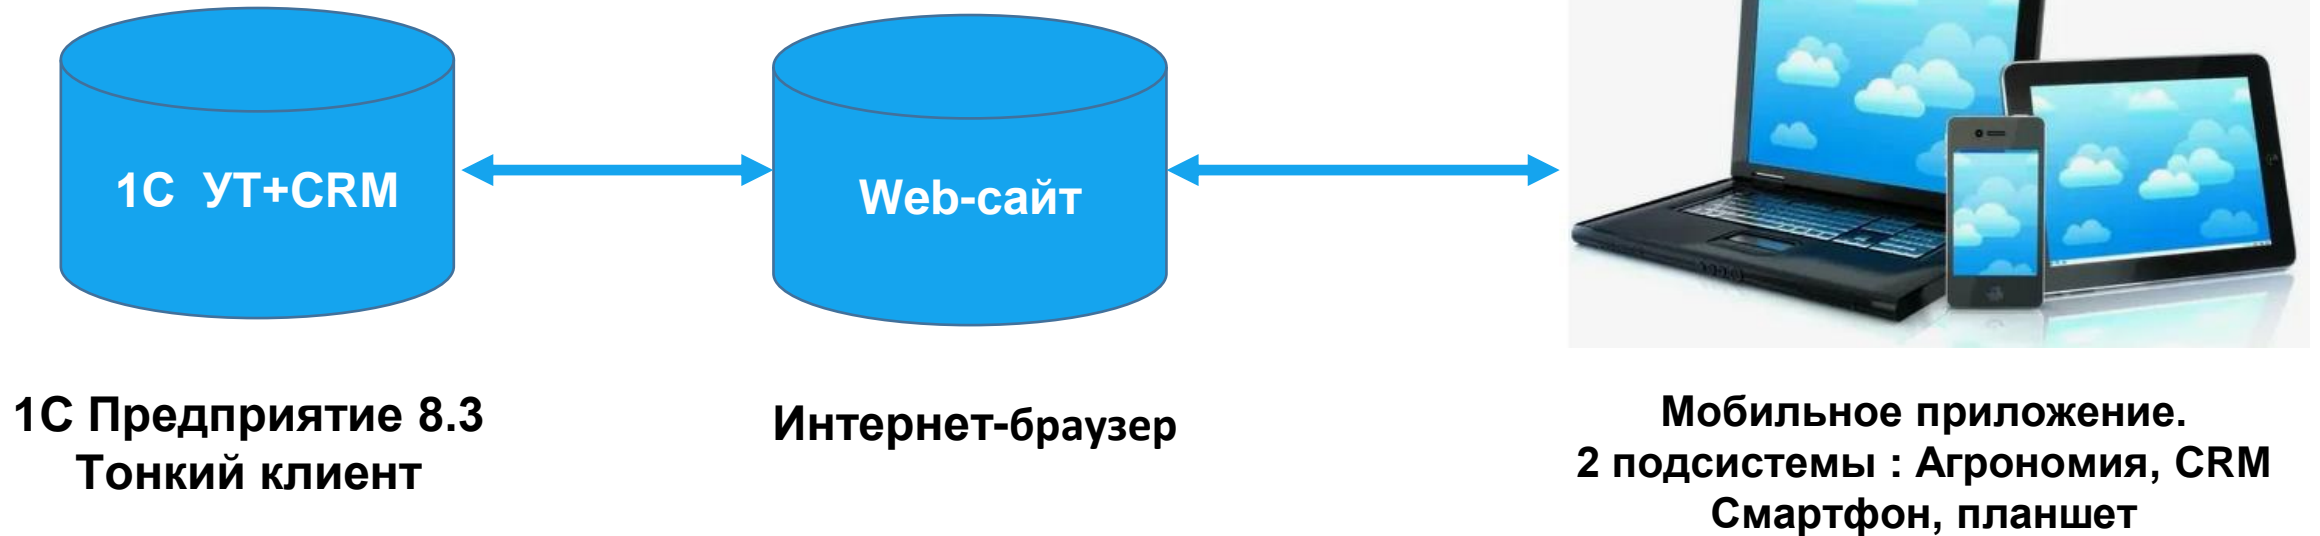 1С УТ+CRM
Web-сайт
1С Предприятие 8.3
Тонкий клиент
Интернет-браузер
Мобильное приложение.
2 подсистемы : Агрономия, CRM
Смартфон, планшет